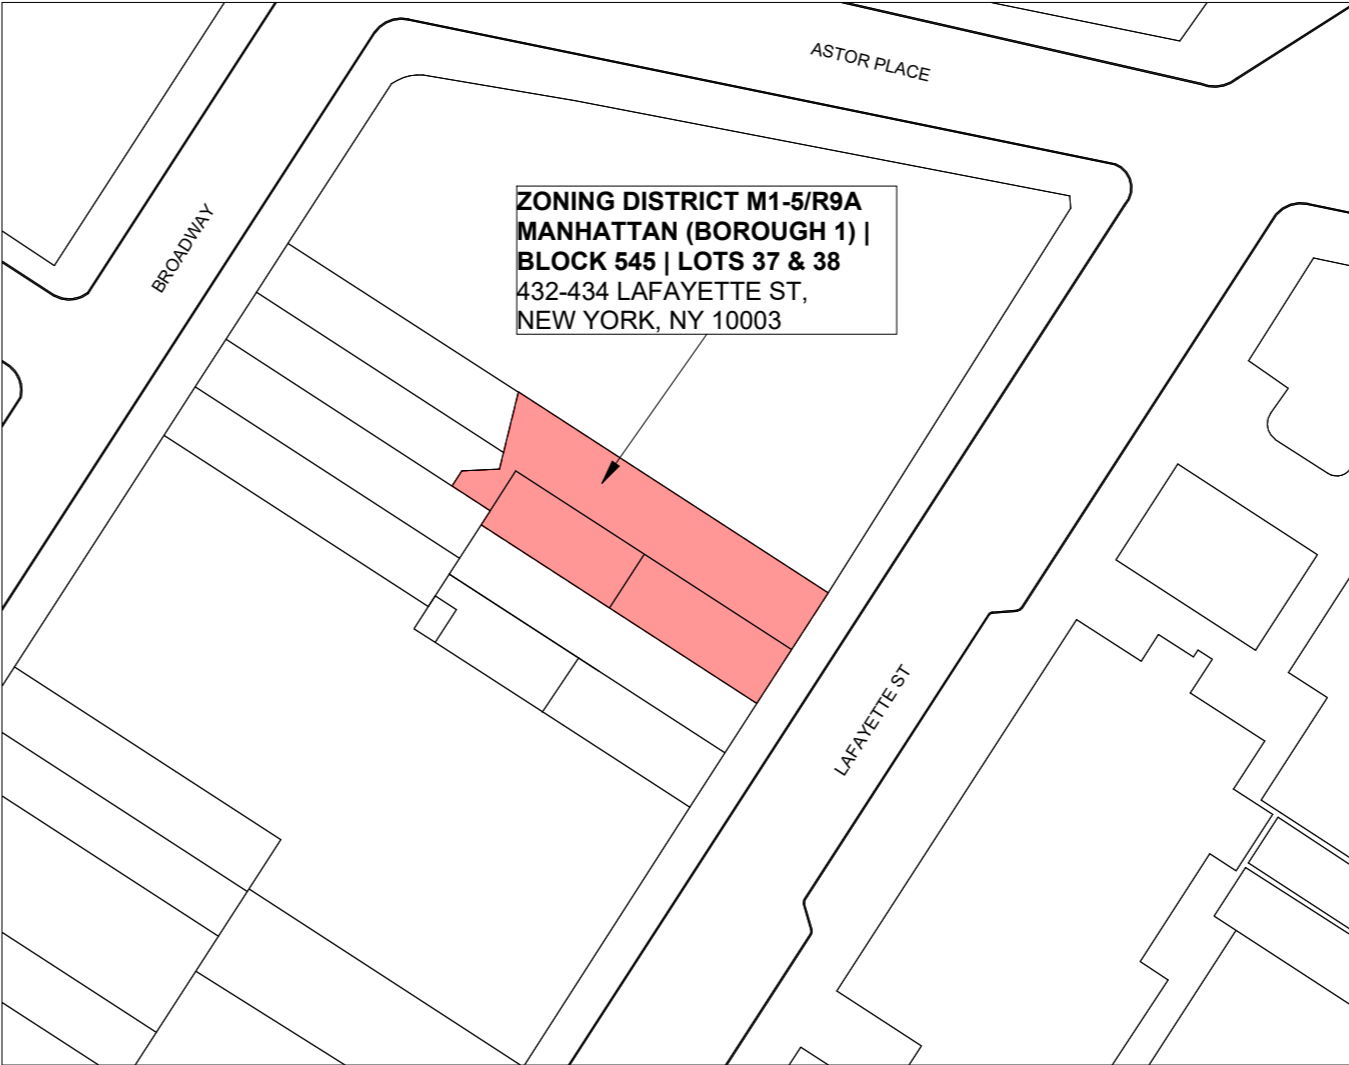 ASTOR PLACE
ZONING DISTRICT M1-5/R9A
MANHATTAN (BOROUGH 1) |
BLOCK 545 | LOTS 37 & 38
432-434 LAFAYETTE ST,
NEW YORK, NY 10003
BROADWAY
LAFAYETTE ST